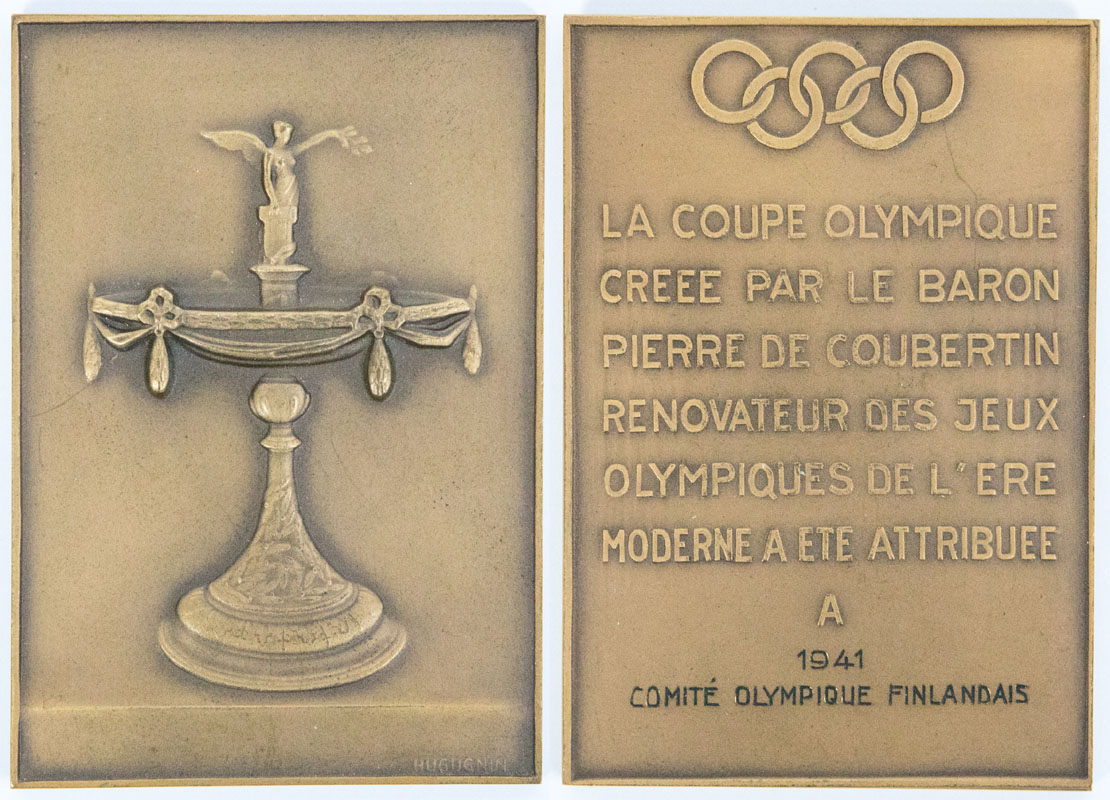 HUGUENIN
LA COUPE OLYMPIQUE
CREEE PAR LE BARON
PIERRE DE COUBERTIN
RENOVATEUR DES JEUX
OLYMPIQUES DE L'ERE
MODERNE A ETE ATTRIBUEE
A
1941
COMITÉ OLYMPIQUE FINLANDAIS